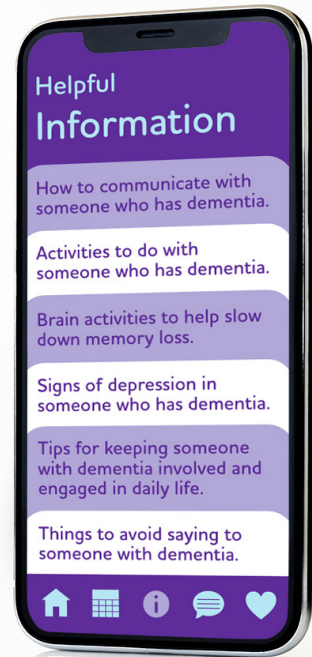 Helpful
Information
How to communicate with
someone who has dementia.
Activities to do with
someone who has dementia.
Brain activities to help slow
down memory loss.
Signs of depression in
someone who has dementia.
Tips for keeping someone
with dementia involved and
engaged in daily life.
Things to avoid saying to
someone with dementia.